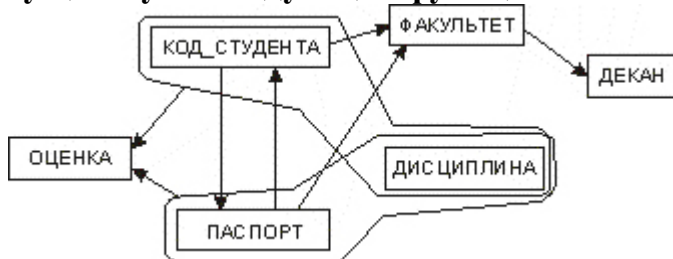 ФАКУЛЬТЕТ
КОД_СТУДЕНТА
ДЕКАН
ОЦЕНКА
ДИСЦИПЛИНА
ПАСПОРТ